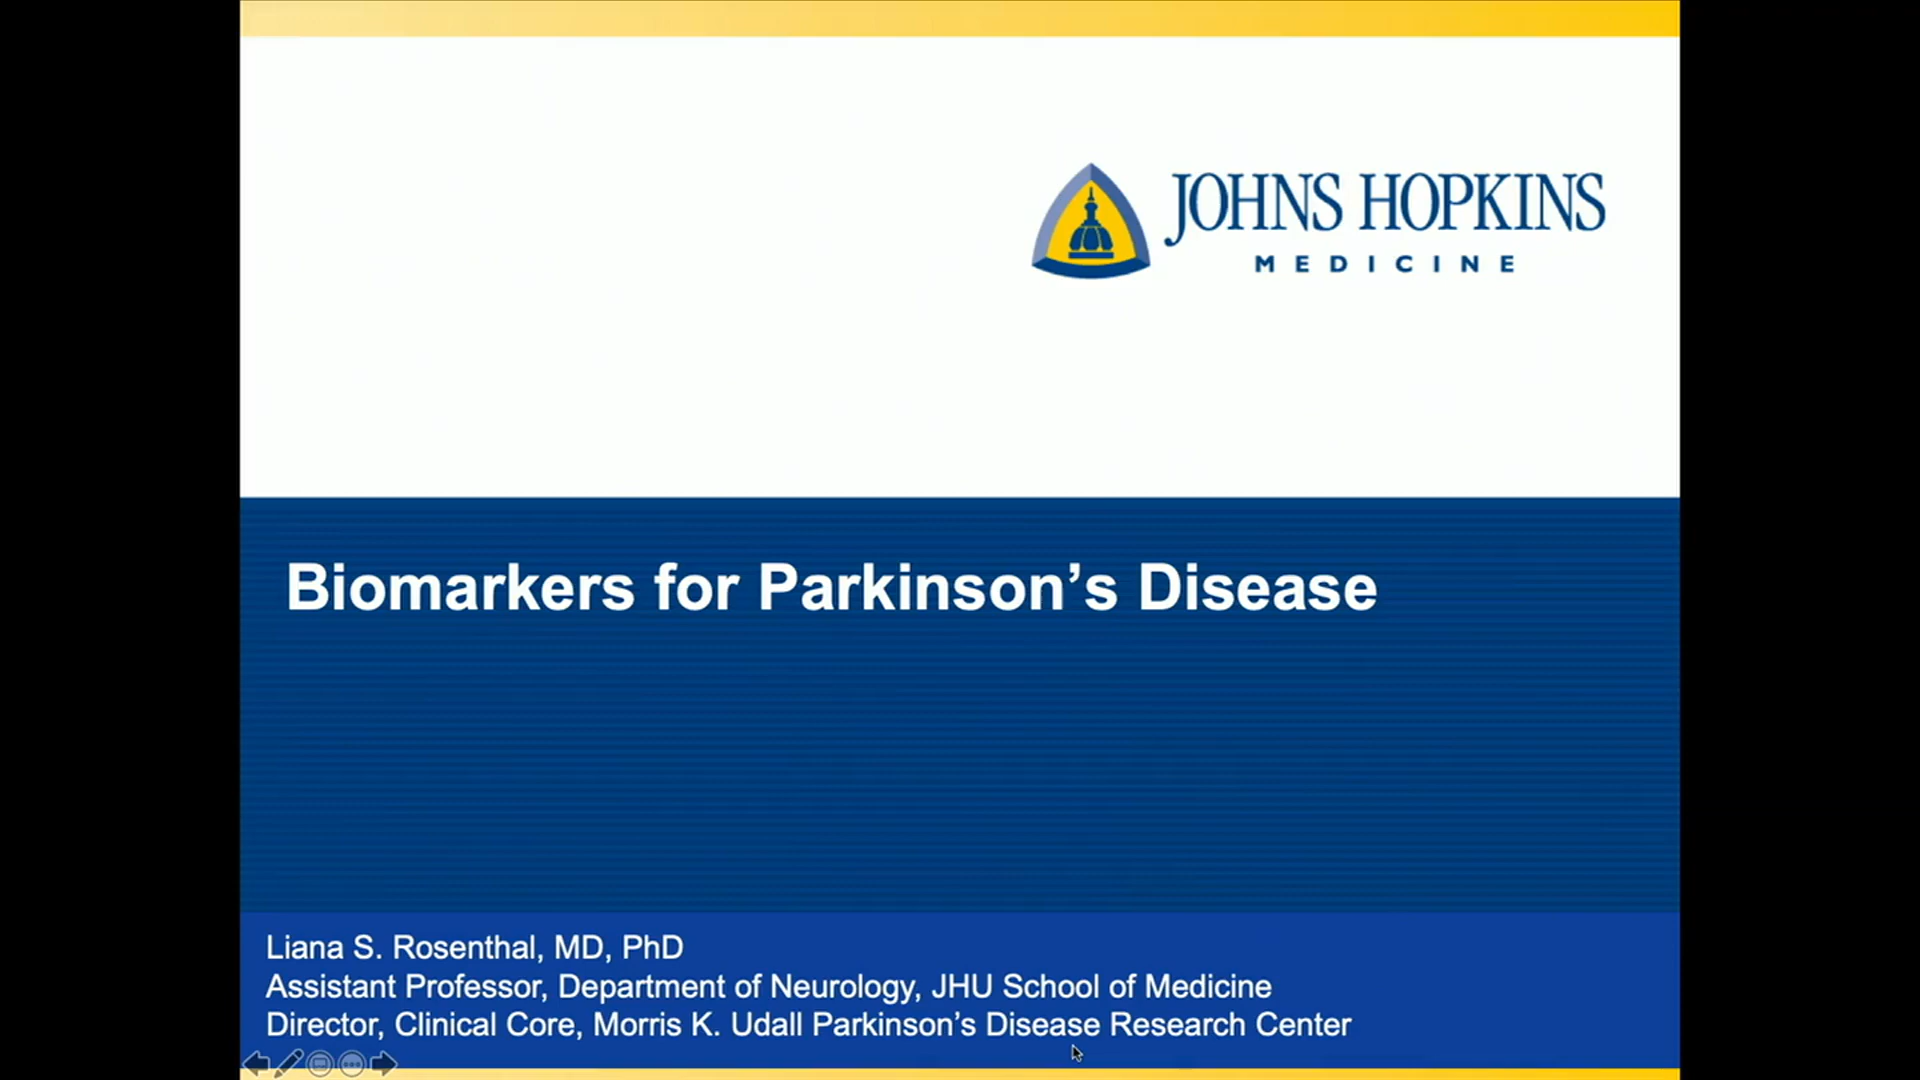 JOHNS HOPKINS
MEDICINE
Biomarkers for Parkinson’s Disease
Liana S. Rosenthal, MD, PhD
Assistant Professor, Department of Neurology, JHU School of Medicine
Director, Clinical Core, Morris K. Udall Parkinson’s Disease Research Center